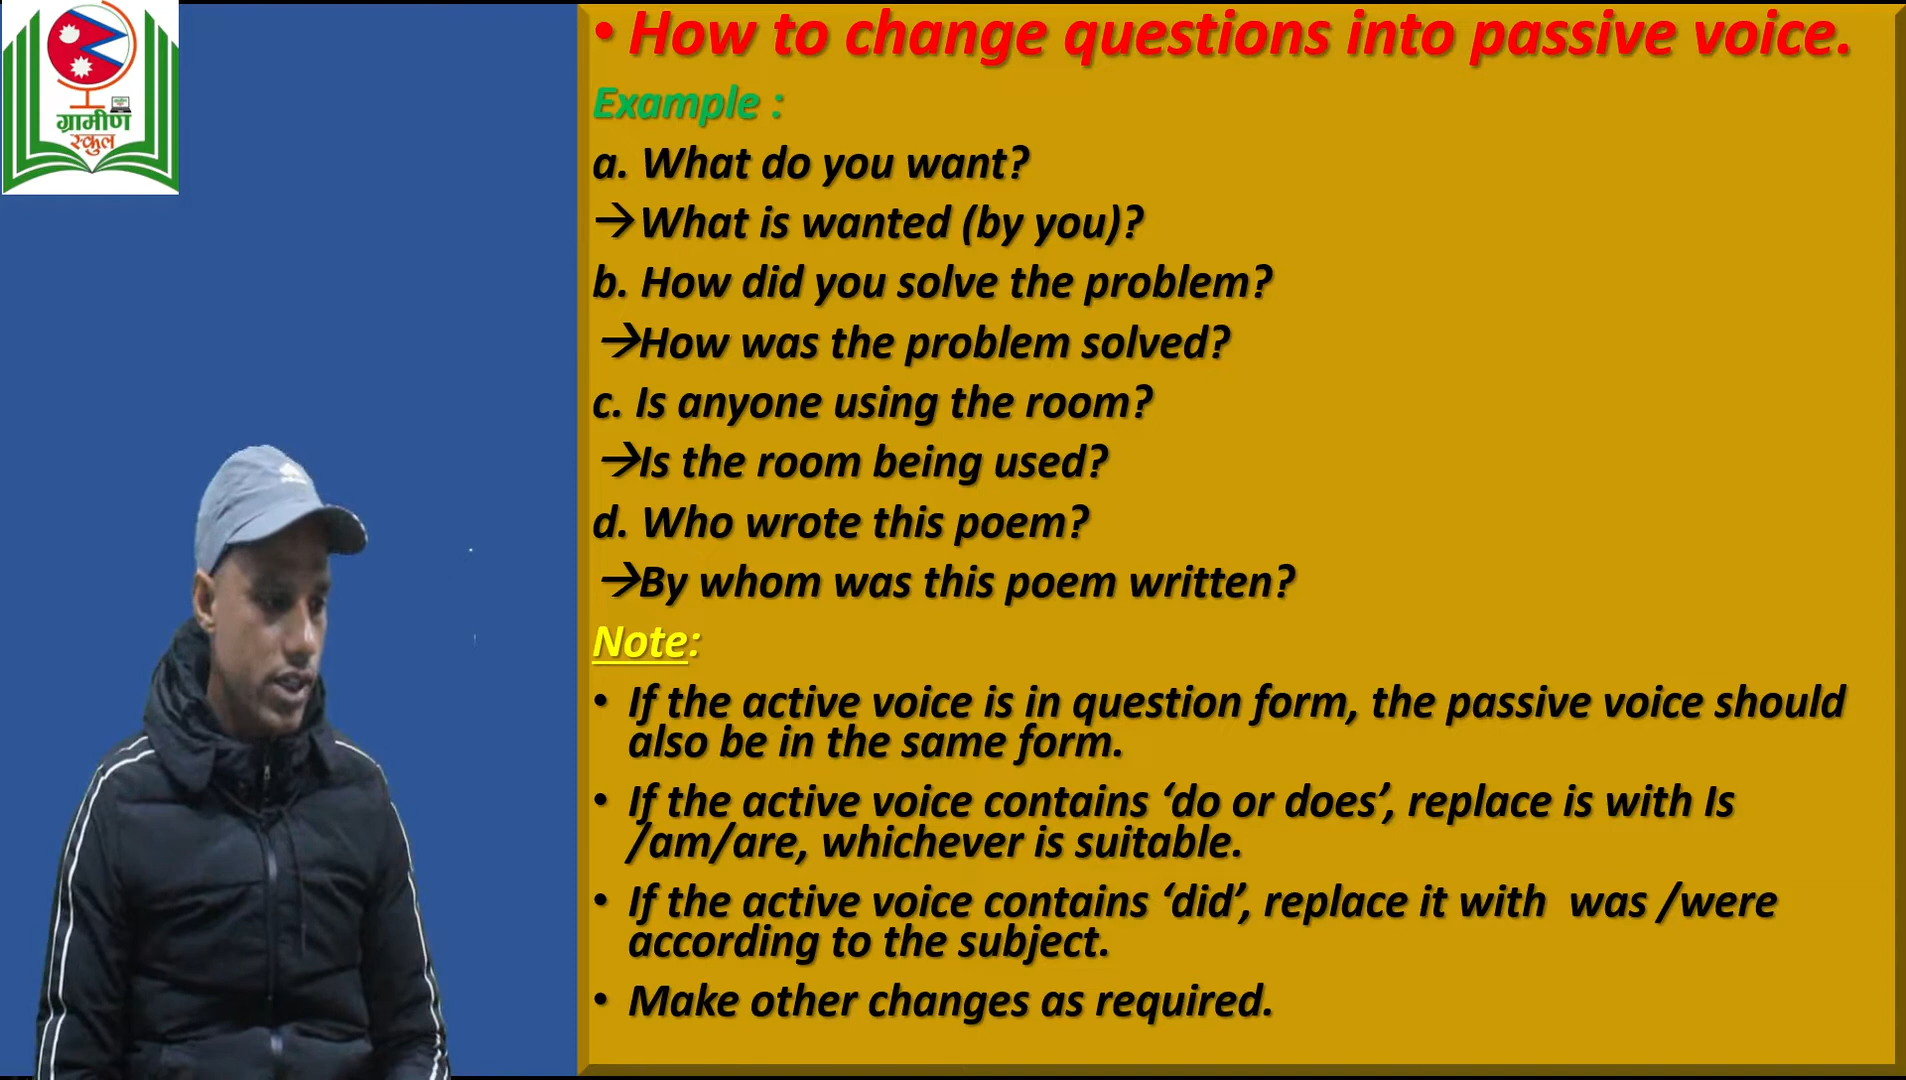 ग्रामीण
स्कुल
• How to change questions into passive voice.
Example :
a. What do you want?
→What is wanted (by you)?
b. How did you solve the problem?
→How was the problem solved?
c. Is anyone using the room?
→Is the room being used?
d. Who wrote this poem?
→By whom was this poem written?
Note:
• If the active voice is in question form, the passive voice should
also be in the same form.
• If the active voice contains ‘do or does’, replace is with Is
/am/are, whichever is suitable.
• If the active voice contains ‘did’, replace it with was /were
according to the subject.
• Make other changes as required.